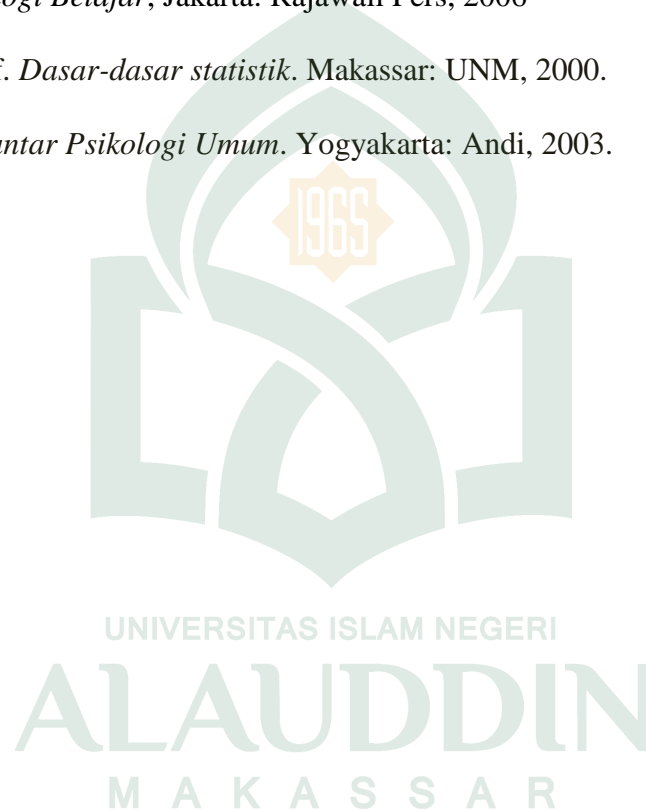 ogi Belajar, Jakarta: Rajawali Pers, 2006
f. Dasar-dasar statistik. Makassar: UNM, 2000.
antar Psikologi Umum. Yogyakarta: Andi, 2003.
1965
UNIVERSITAS ISLAM NEGERI
ALAUDDIN
MAKASSAR